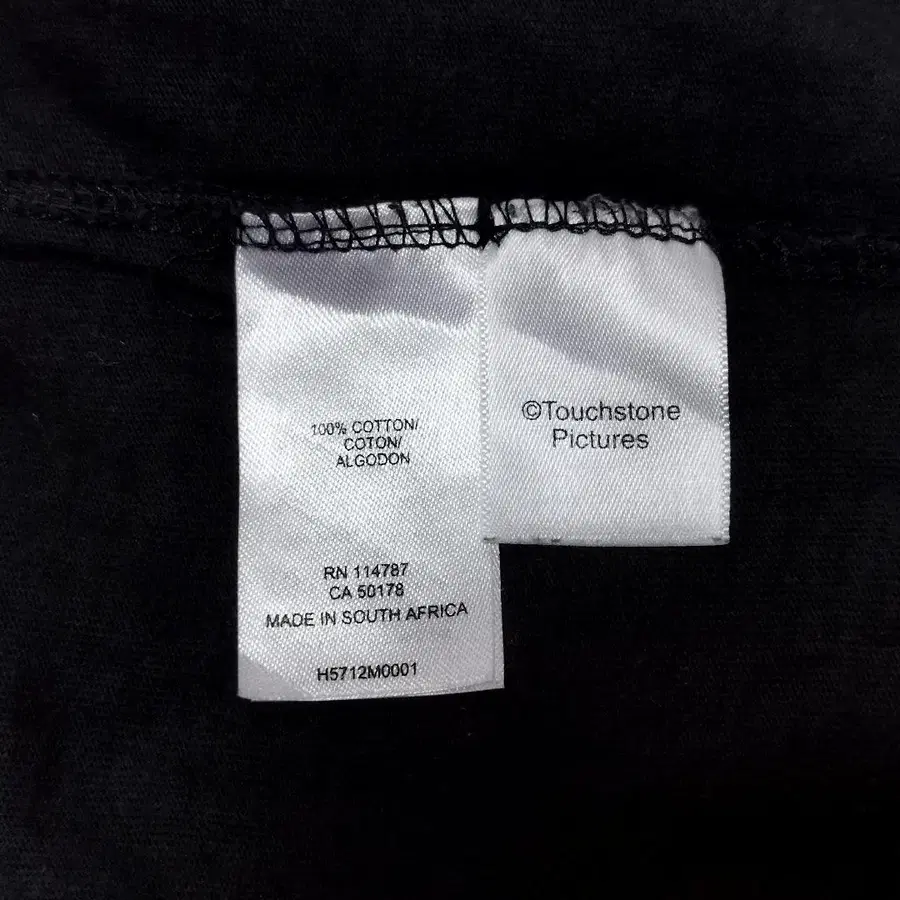 100% COTTON/
COTON/
ALGODON
RN 114787
CA 50178
MADE IN SOUTH AFRICA
H5712M0001
©Touchstone
Pictures